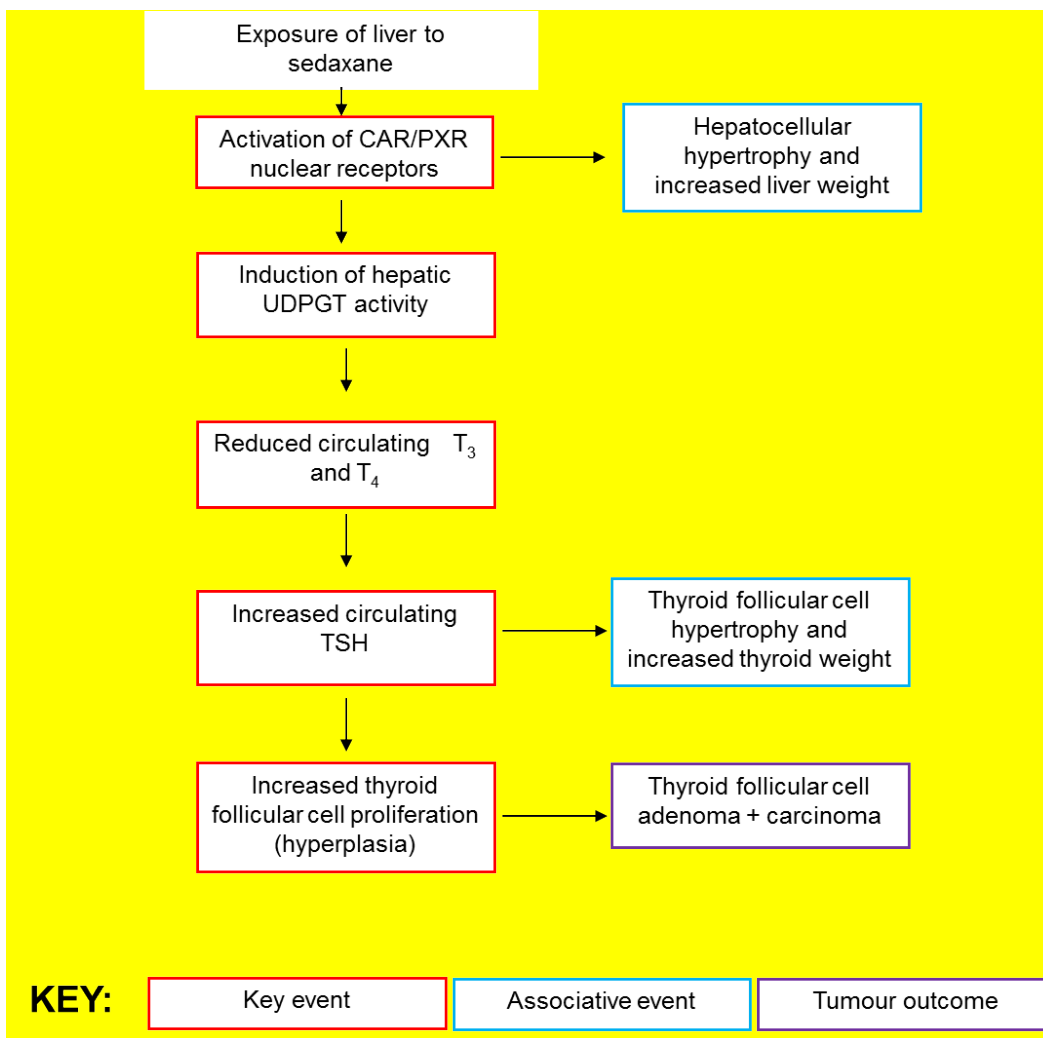 Exposure of liver to
sedaxane
Activation of CAR/PXR
nuclear receptors
Hepatocellular
hypertrophy and
increased liver weight
Induction of hepatic
UDPGT activity
Reduced circulating T₃
and T₄
Increased circulating
TSH
Thyroid follicular cell
hypertrophy and
increased thyroid weight
Increased thyroid
follicular cell proliferation
(hyperplasia)
Thyroid follicular cell
adenoma + carcinoma
KEY:
Key event
Associative event
Tumour outcome